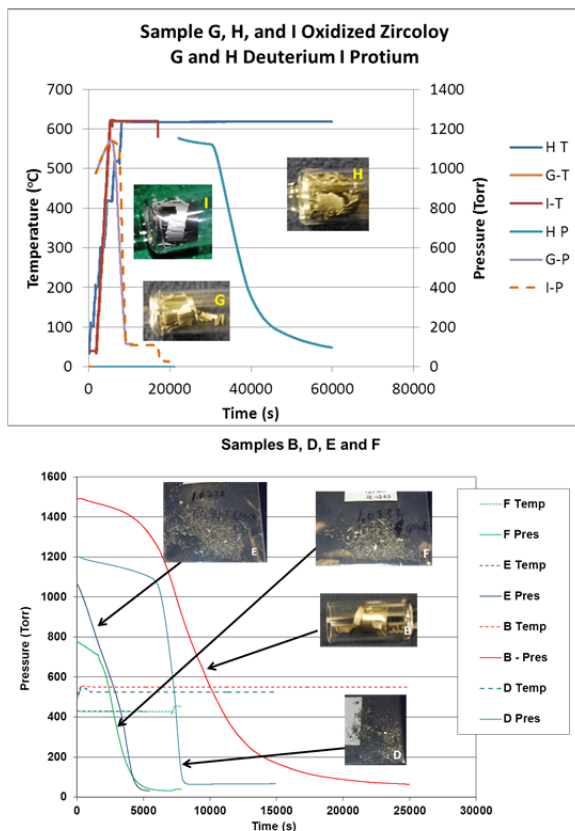 Sample G, H, and I Oxidized Zircoloy
G and H Deuterium I Protium
700
600
500
400
300
200
100
0
Temperature (°C)
1400
1200
1000
800
600
400
200
0
Pressure (Torr)
0
20000
40000
60000
80000
Time (s)
I
H
G
H T
G-T
I-T
H P
G-P
I-P
Samples B, D, E and F
1600
1400
1200
1000
800
600
400
200
0
Pressure (Torr)
0
5000
10000
15000
20000
25000
30000
Time (s)
E
F
B
D
F Temp
F Pres
E Temp
E Pres
B Temp
B - Pres
D Temp
D Pres